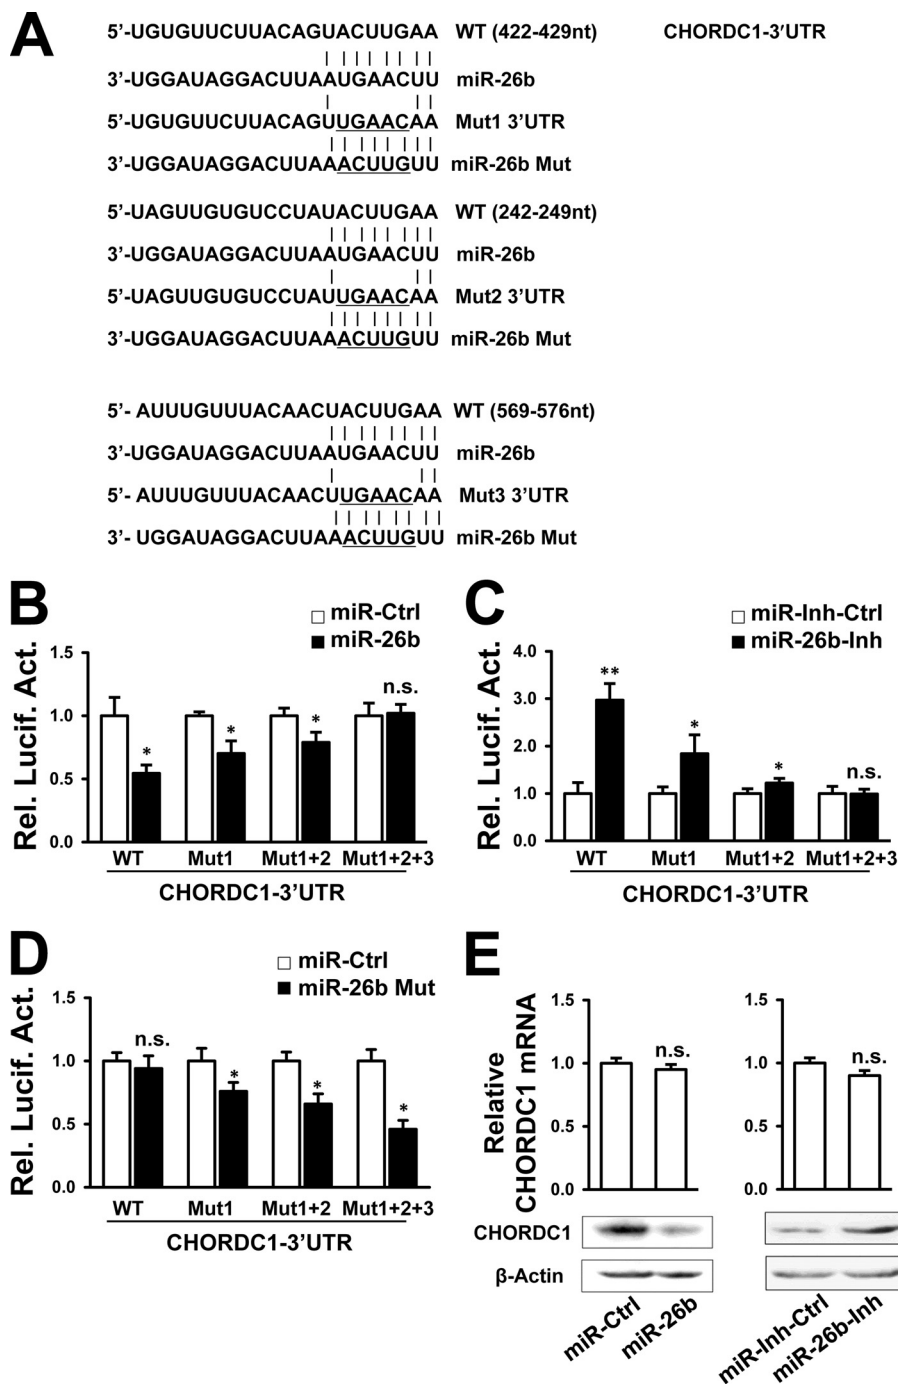 A
5’-UGUGUUCUUACAGUACUUGAA WT (422-429nt) CHORDC1-3’UTR
3’-UGGAUAGGACUUAAUGAACUU miR-26b
5’-UGUGUUCUUACAGUUGAACAA Mut1 3’UTR
3’-UGGAUAGGACUUAAACUUGUU miR-26b Mut
5’-UAGUUGUGUCCUAUACUUGAA WT (242-249nt)
3’-UGGAUAGGACUUAAUGAACUU miR-26b
5’-UAGUUGUGUCCUAUUGAACAA Mut2 3’UTR
3’-UGGAUAGGACUUAAACUUGUU miR-26b Mut
5’- AUUUGUUUACAACUACUUGAA WT (569-576nt)
3’-UGGAUAGGACUUAAUGAACUU miR-26b
5’- AUUUGUUUACAACUUGAACAA Mut3 3’UTR
3’- UGGAUAGGACUUAAACUUGUU miR-26b Mut
B
miR-Ctrl
miR-26b
Rel. Lucif. Act.
1.5
1.0
0.5
0.0
*
*
*
n.s.
WT Mut1 Mut1+2 Mut1+2+3
CHORDC1-3’UTR
C
miR-Inh-Ctrl
miR-26b-Inh
Rel. Lucif. Act.
4.0
3.0
2.0
1.0
0.0
**
*
*
n.s.
WT Mut1 Mut1+2 Mut1+2+3
CHORDC1-3’UTR
D
miR-Ctrl
miR-26b Mut
Rel. Lucif. Act.
1.5
1.0
0.5
0.0
n.s.
*
*
*
WT Mut1 Mut1+2 Mut1+2+3
CHORDC1-3’UTR
E
Relative
CHORDC1 mRNA
1.5
1.0
0.5
0.0
n.s.
1.5
1.0
0.5
0.0
n.s.
CHORDC1
β-Actin
miR-Ctrl
miR-26b
miR-Inh-Ctrl
miR-26b-Inh